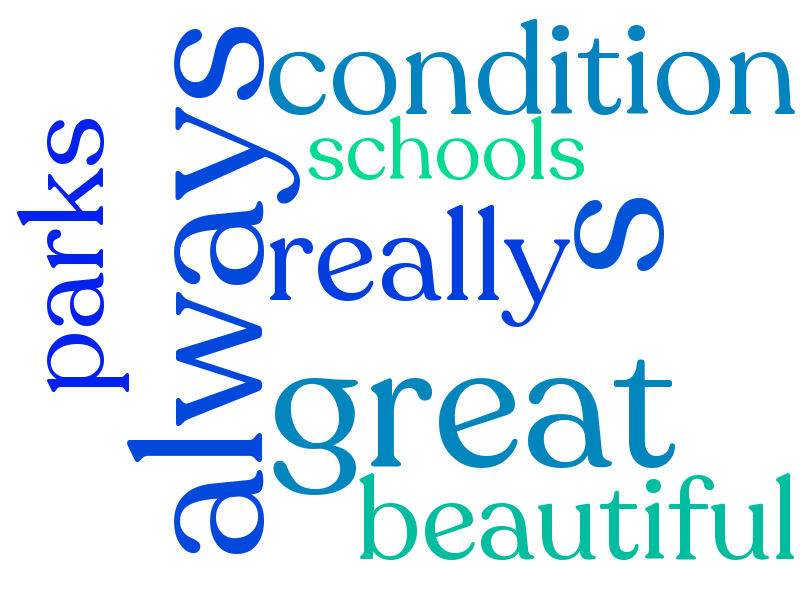 condition
schools
parks
always
really
s
great
beautiful